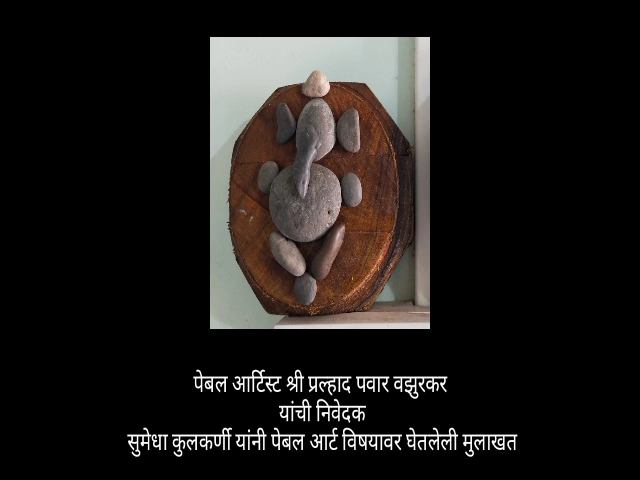 पेबल आर्टिस्ट श्री प्रल्हाद पवार वझुरकर
यांची निवेदक
सुमेधा कुलकर्णी यांनी पेबल आर्ट विषयावर घेतलेली मुलाखत